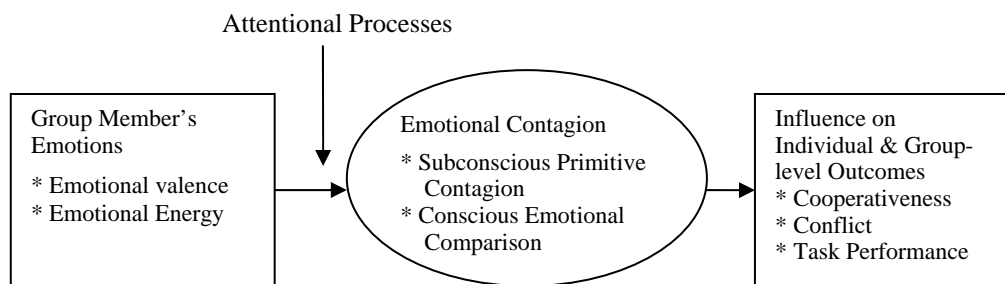 Attentional Processes
Group Member’s
Emotions
* Emotional valence
* Emotional Energy
Emotional Contagion
* Subconscious Primitive
Contagion
* Conscious Emotional
Comparison
Influence on
Individual & Group-
level Outcomes
* Cooperativeness
* Conflict
* Task Performance